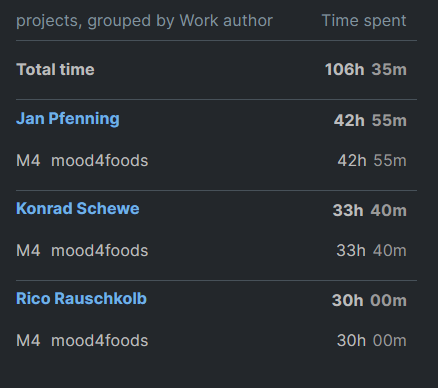 projects, grouped by Work author Time spent
Total time 106h 35m
Jan Pfenning 42h 55m
M4 mood4foods 42h 55m
Konrad Schewe 33h 40m
M4 mood4foods 33h 40m
Rico Rauschkolb 30h 00m
M4 mood4foods 30h 00m